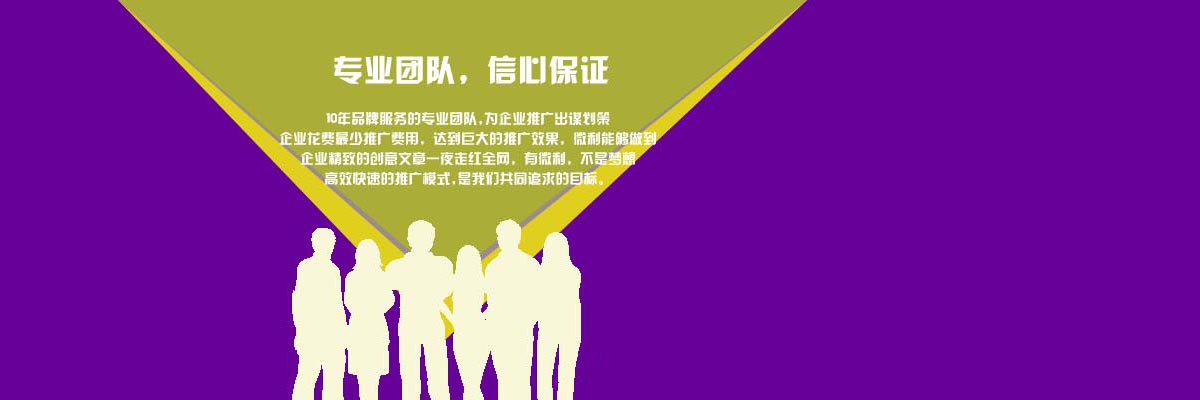 专业团队，信心保证
10年品牌服务的专业团队,为企业推广出谋划策
企业花费最少推广费用，达到巨大的推广效果，微利能够做到
企业精致的创意文章一夜走红全网，有微利，不是梦想
高效快速的推广模式,是我们共同追求的目标。